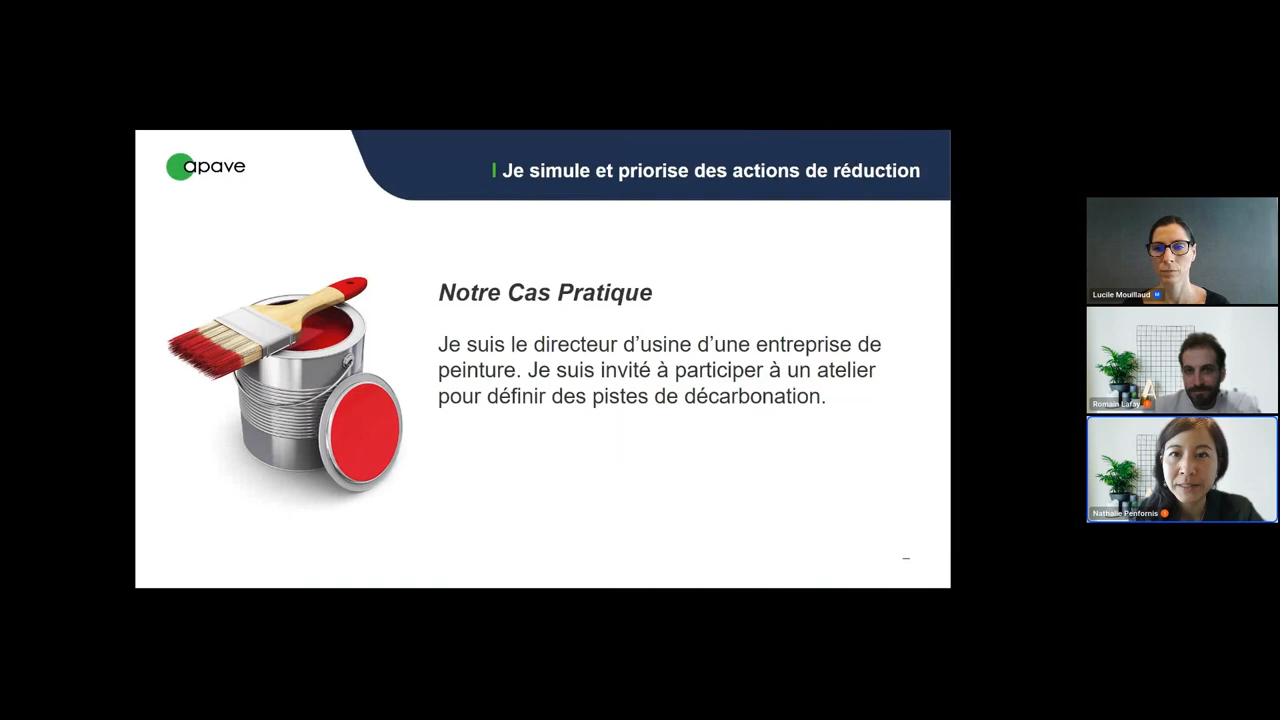 apave
| Je simule et priorise des actions de réduction
Notre Cas Pratique
Je suis le directeur d’usine d’une entreprise de
peinture. Je suis invité à participer à un atelier
pour définir des pistes de décarbonation.
Lucile Mouillaud
Romain Lafay
Nathalie Penfornis